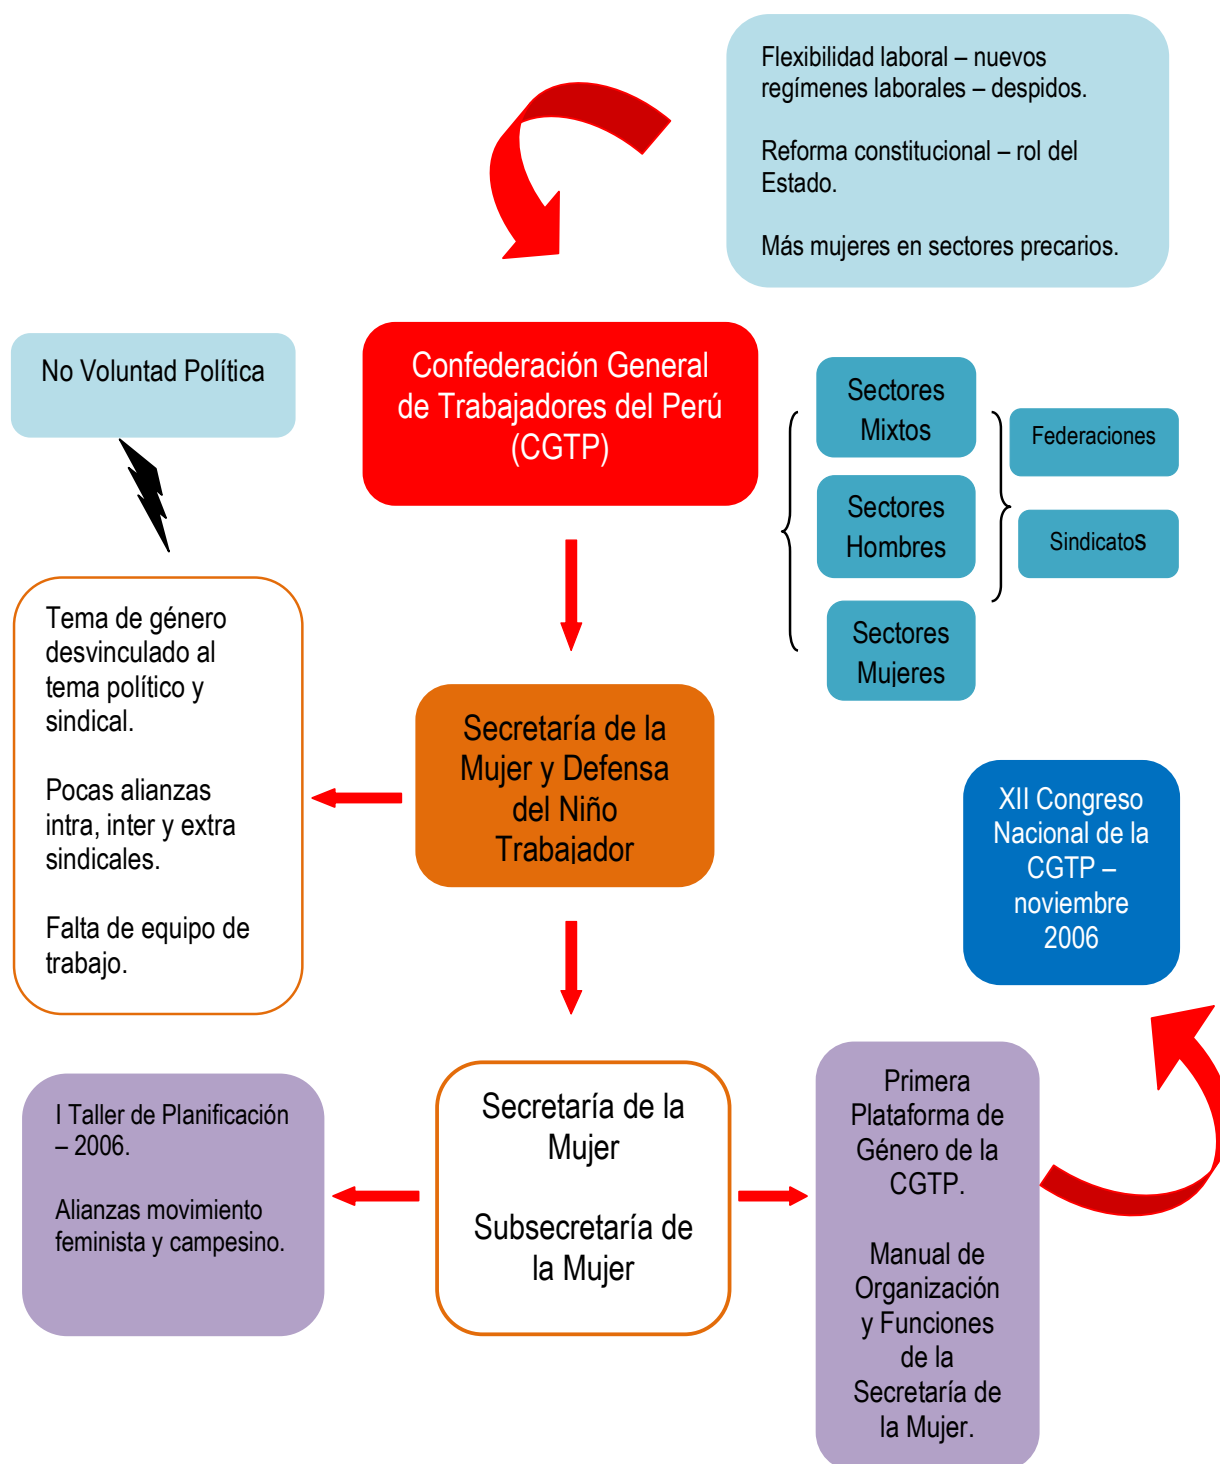 Flexibilidad laboral – nuevos
regímenes laborales – despidos.
Reforma constitucional – rol del
Estado.
Más mujeres en sectores precarios.
No Voluntad Política
Confederación General
de Trabajadores del Perú
(CGTP)
Sectores
Mixtos
Sectores
Hombres
Sectores
Mujeres
Federaciones
Sindicatos
Tema de género
desvinculado al
tema político y
sindical.
Pocas alianzas
intra, inter y extra
sindicales.
Falta de equipo de
trabajo.
Secretaría de la
Mujer y Defensa
del Niño
Trabajador
XII Congreso
Nacional de la
CGTP –
noviembre
2006
I Taller de Planificación
– 2006.
Alianzas movimiento
feminista y campesino.
Secretaría de la
Mujer
Subsecretaría de
la Mujer
Primera
Plataforma de
Género de la
CGTP.
Manual de
Organización
y Funciones
de la
Secretaría de
la Mujer.